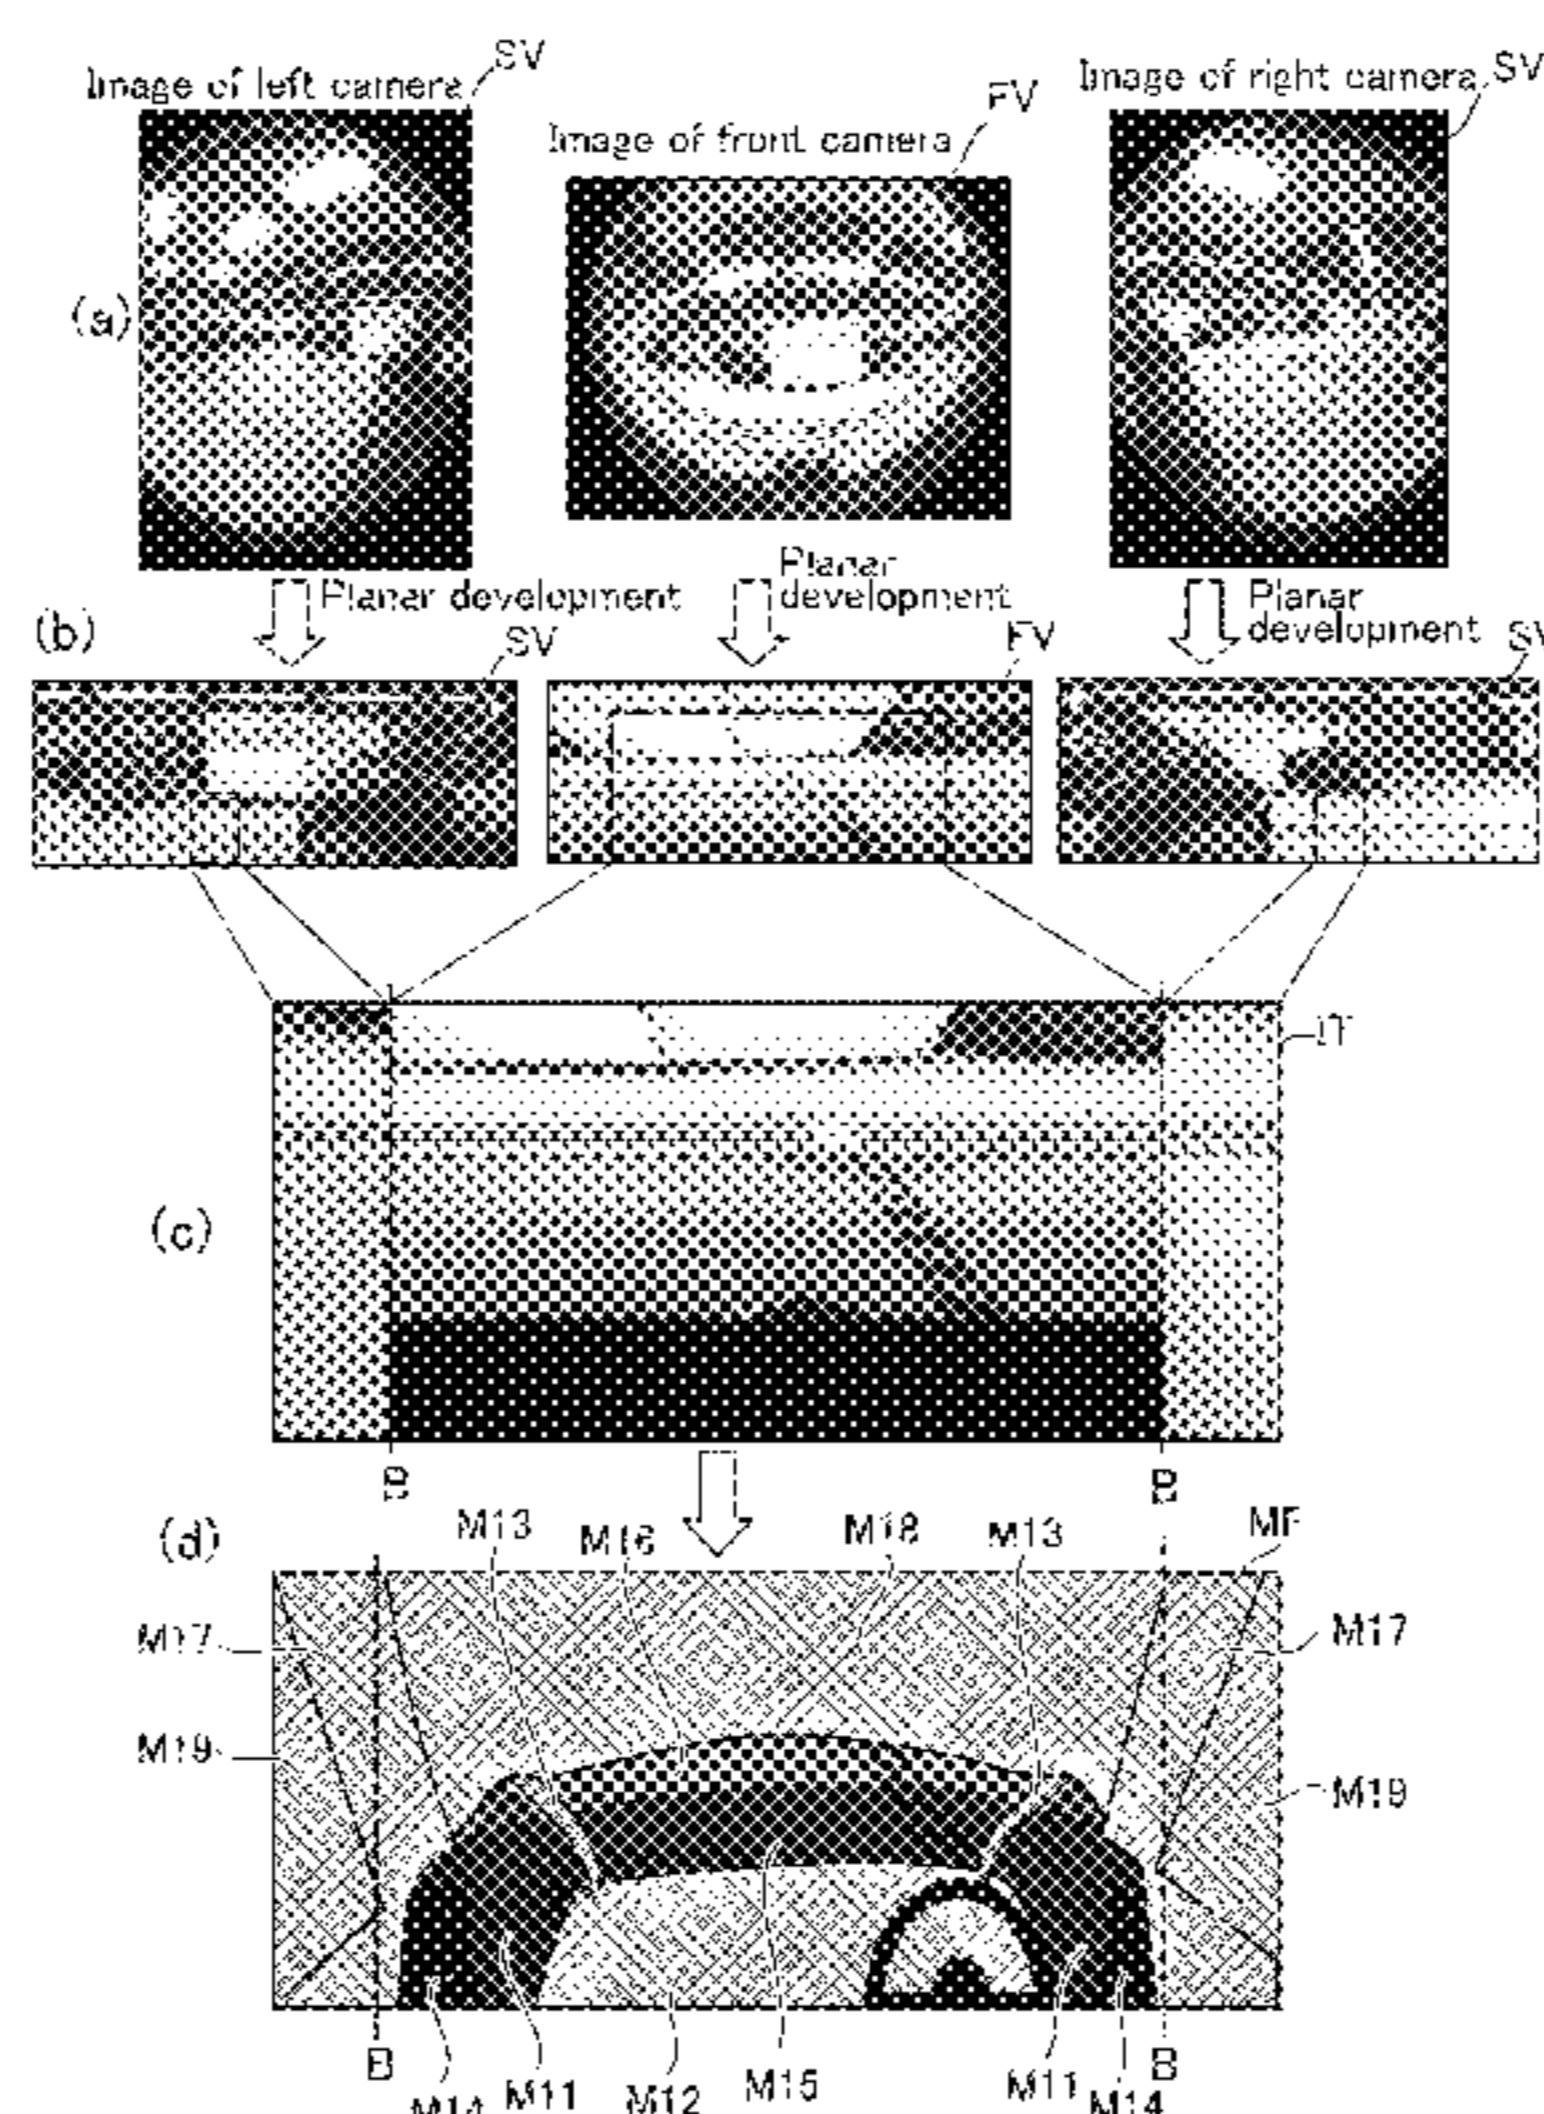 SV
Image of left camera
FV
Image of front camera
SV
Image of right camera
(a)
Planar development
Planar
development
Planar
development
(b)
SV
FV
SV
IT
(c)
B
B
(d)
M13
M16
M18
M13
MF
M17
M17
M19
M19
B
B
M14
M11
M12
M15
M11
M14